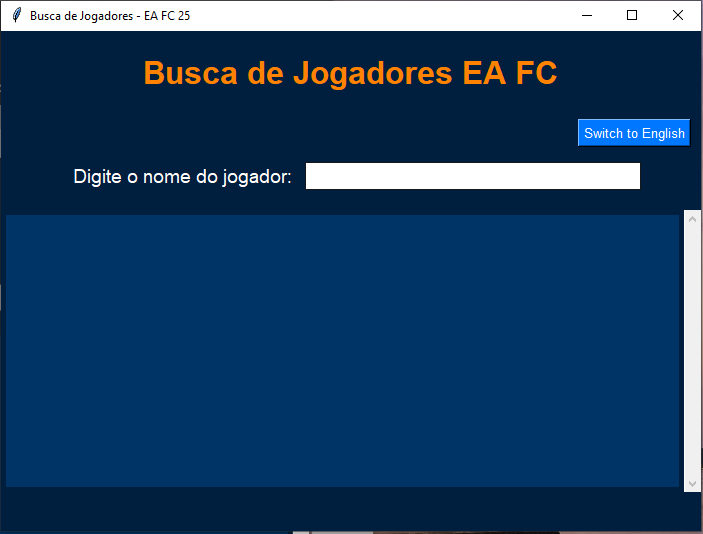 Busca de Jogadores - EA FC 25
Busca de Jogadores EA FC
Switch to English
Digite o nome do jogador: